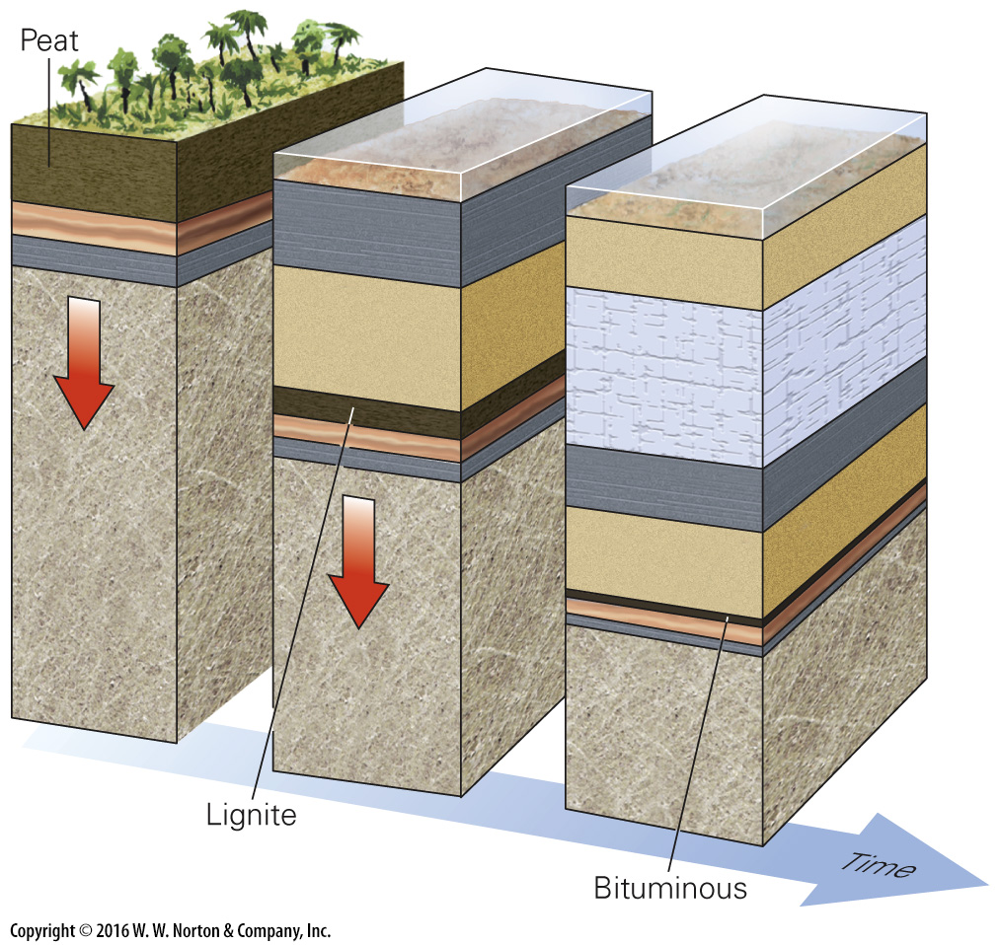 Peat
Lignite
Bituminous
Time
Copyright © 2016 W. W. Norton & Company, Inc.